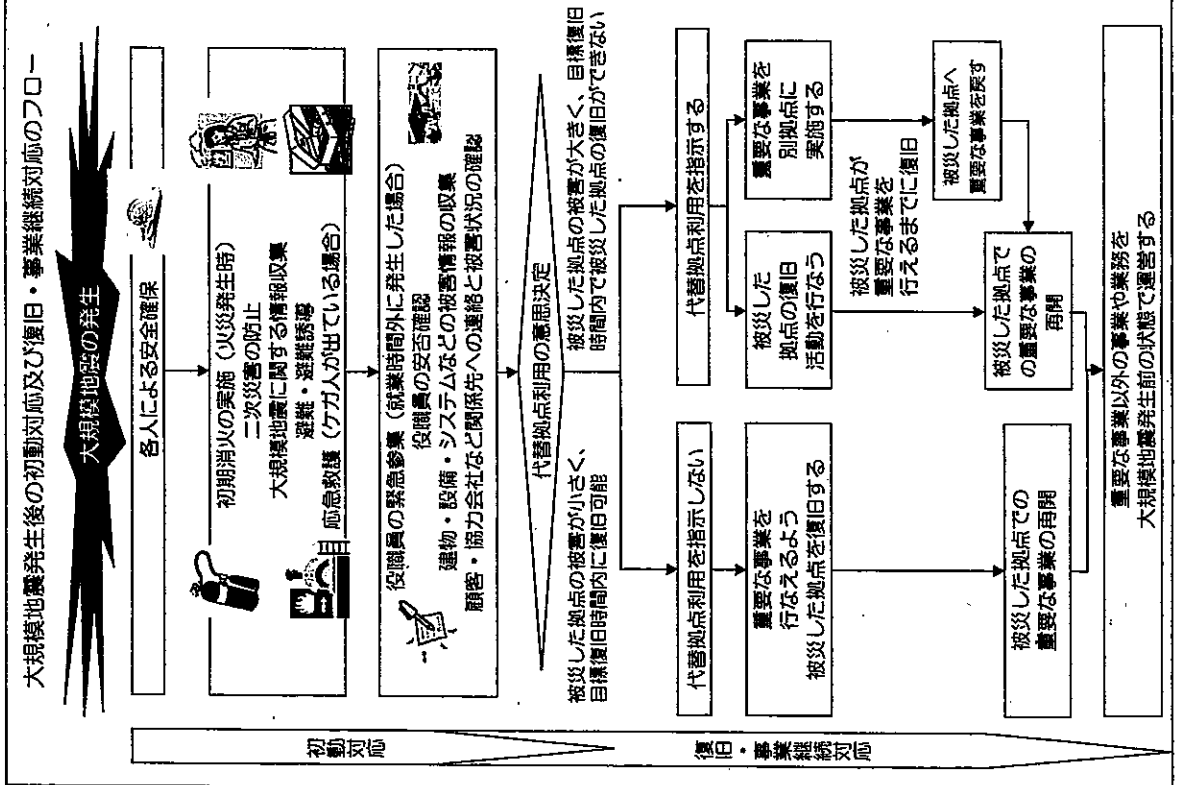 大規模地震発生後の初動対応及び復旧・事業継続対応のフロー
大規模地震の発生
初動対応
各人による安全確保
初期消火の実施（火災発生時）
二次災害の防止
大規模地震に関する情報収集
避難・避難誘導
応急救護（ケガ人が出ている場合）
役職員の緊急参集（就業時間外に発生した場合）
役職員の安否確認
建物・設備・システムなどの被害情報の収集
顧客・協力会社など関係先への連絡と被害状況の確認
代替拠点利用の意思決定
復旧・事業継続対応
被災した拠点の被害が小さく、
目標復旧時間内に復旧可能
被災した拠点の被害が大きく、目標復旧
時間内で被災した拠点の復旧ができない
代替拠点利用を指示しない
代替拠点利用を指示する
重要な事業を
行なえるよう
被災した拠点を復旧する
被災した
拠点の復旧
活動を行なう
重要な事業を
別拠点に
実施する
被災した拠点が
重要な事業を
行えるまでに復旧
被災した拠点へ
重要な事業を戻す
被災した拠点での
重要な事業の再開
被災した拠点で
の重要な事業の
再開
重要な事業以外の事業や業務を
大規模地震発生前の状態で運営する